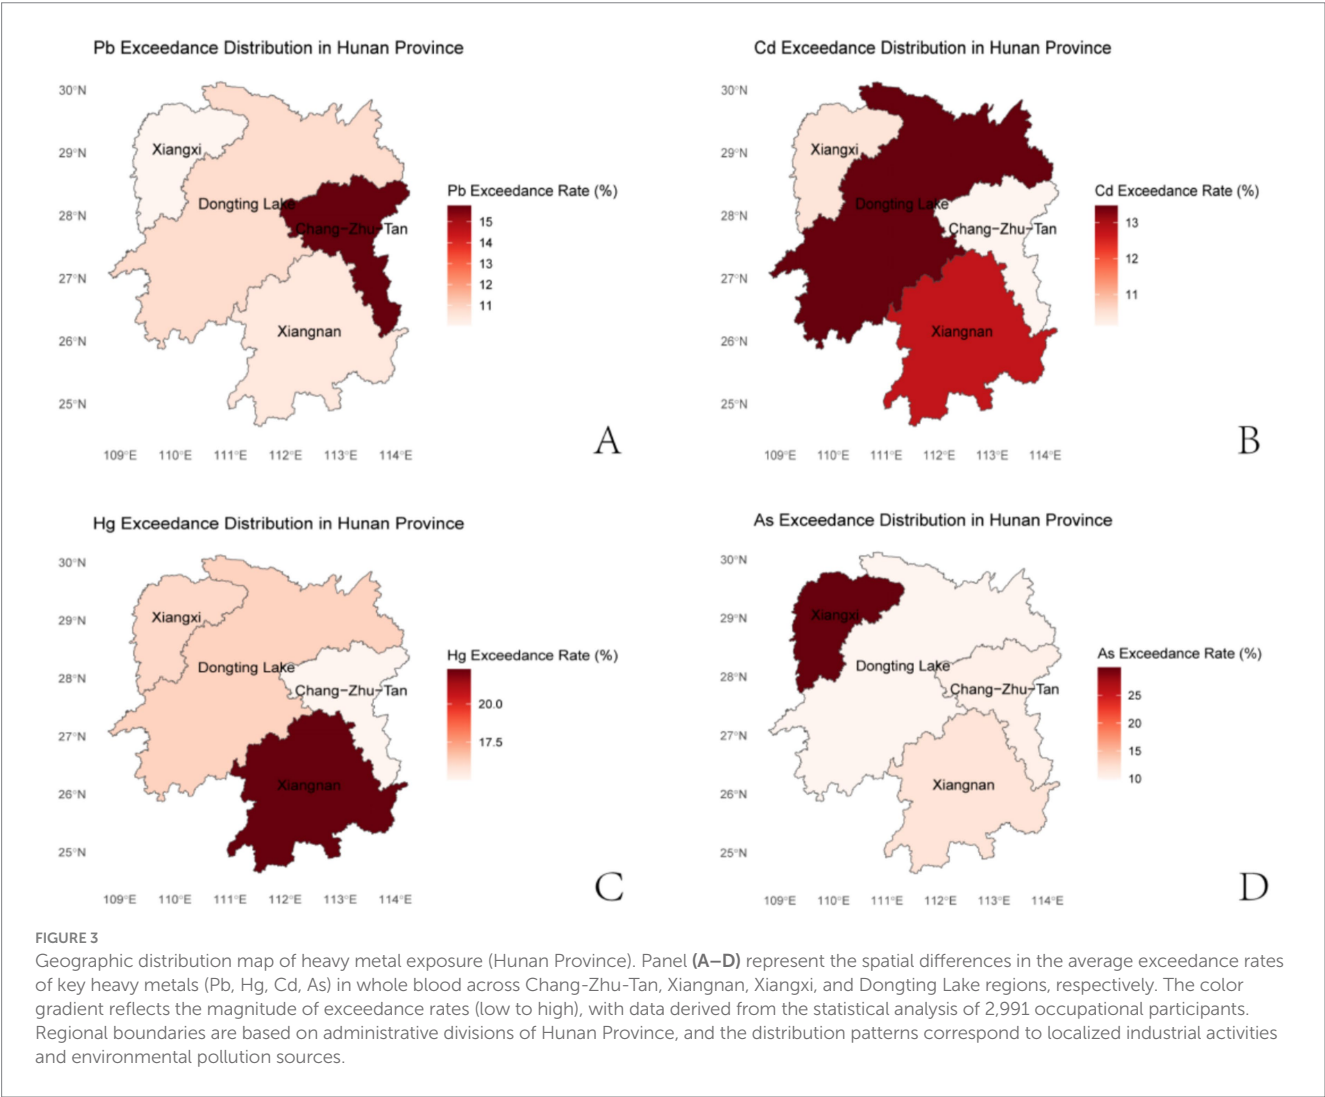 Pb Exceedance Distribution in Hunan Province
30°N
29°N
28°N
27°N
26°N
25°N
Xiangxi
Dongting Lake
Chang-Zhu-Tan
Xiangnan
109°E 110°E 111°E 112°E 113°E 114°E
Pb Exceedance Rate (%)
15
14
13
12
11
A
Cd Exceedance Distribution in Hunan Province
30°N
29°N
28°N
27°N
26°N
25°N
Xiangxi
Dongting Lake
Chang-Zhu-Tan
Xiangnan
109°E 110°E 111°E 112°E 113°E 114°E
Cd Exceedance Rate (%)
13
12
11
B
Hg Exceedance Distribution in Hunan Province
30°N
29°N
28°N
27°N
26°N
25°N
Xiangxi
Dongting Lake
Chang-Zhu-Tan
Xiangnan
109°E 110°E 111°E 112°E 113°E 114°E
Hg Exceedance Rate (%)
20.0
17.5
C
As Exceedance Distribution in Hunan Province
30°N
29°N
28°N
27°N
26°N
25°N
Xiangxi
Dongting Lake
Chang-Zhu-Tan
Xiangnan
109°E 110°E 111°E 112°E 113°E 114°E
As Exceedance Rate (%)
25
20
15
10
D
FIGURE 3
Geographic distribution map of heavy metal exposure (Hunan Province). Panel (A–D) represent the spatial differences in the average exceedance rates
of key heavy metals (Pb, Hg, Cd, As) in whole blood across Chang-Zhu-Tan, Xiangnan, Xiangxi, and Dongting Lake regions, respectively. The color
gradient reflects the magnitude of exceedance rates (low to high), with data derived from the statistical analysis of 2,991 occupational participants.
Regional boundaries are based on administrative divisions of Hunan Province, and the distribution patterns correspond to localized industrial activities
and environmental pollution sources.